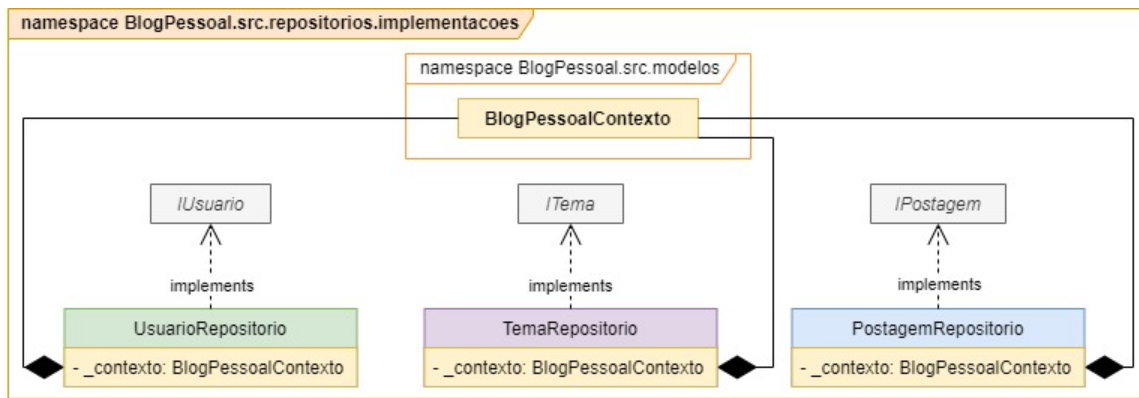 namespace BlogPessoal.src.repositorios.implementacoes
namespace BlogPessoal.src.modelos
BlogPessoalContexto
IUsuario
ITema
IPostagem
implements
implements
implements
UsuarioRepositorio
TemaRepositorio
PostagemRepositorio
- _contexto: BlogPessoalContexto
- _contexto: BlogPessoalContexto
- _contexto: BlogPessoalContexto